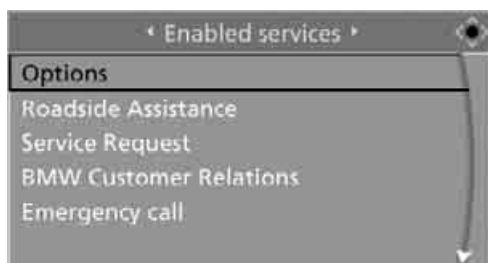 Enabled services
Options
Roadside Assistance
Service Request
BMW Customer Relations
Emergency call